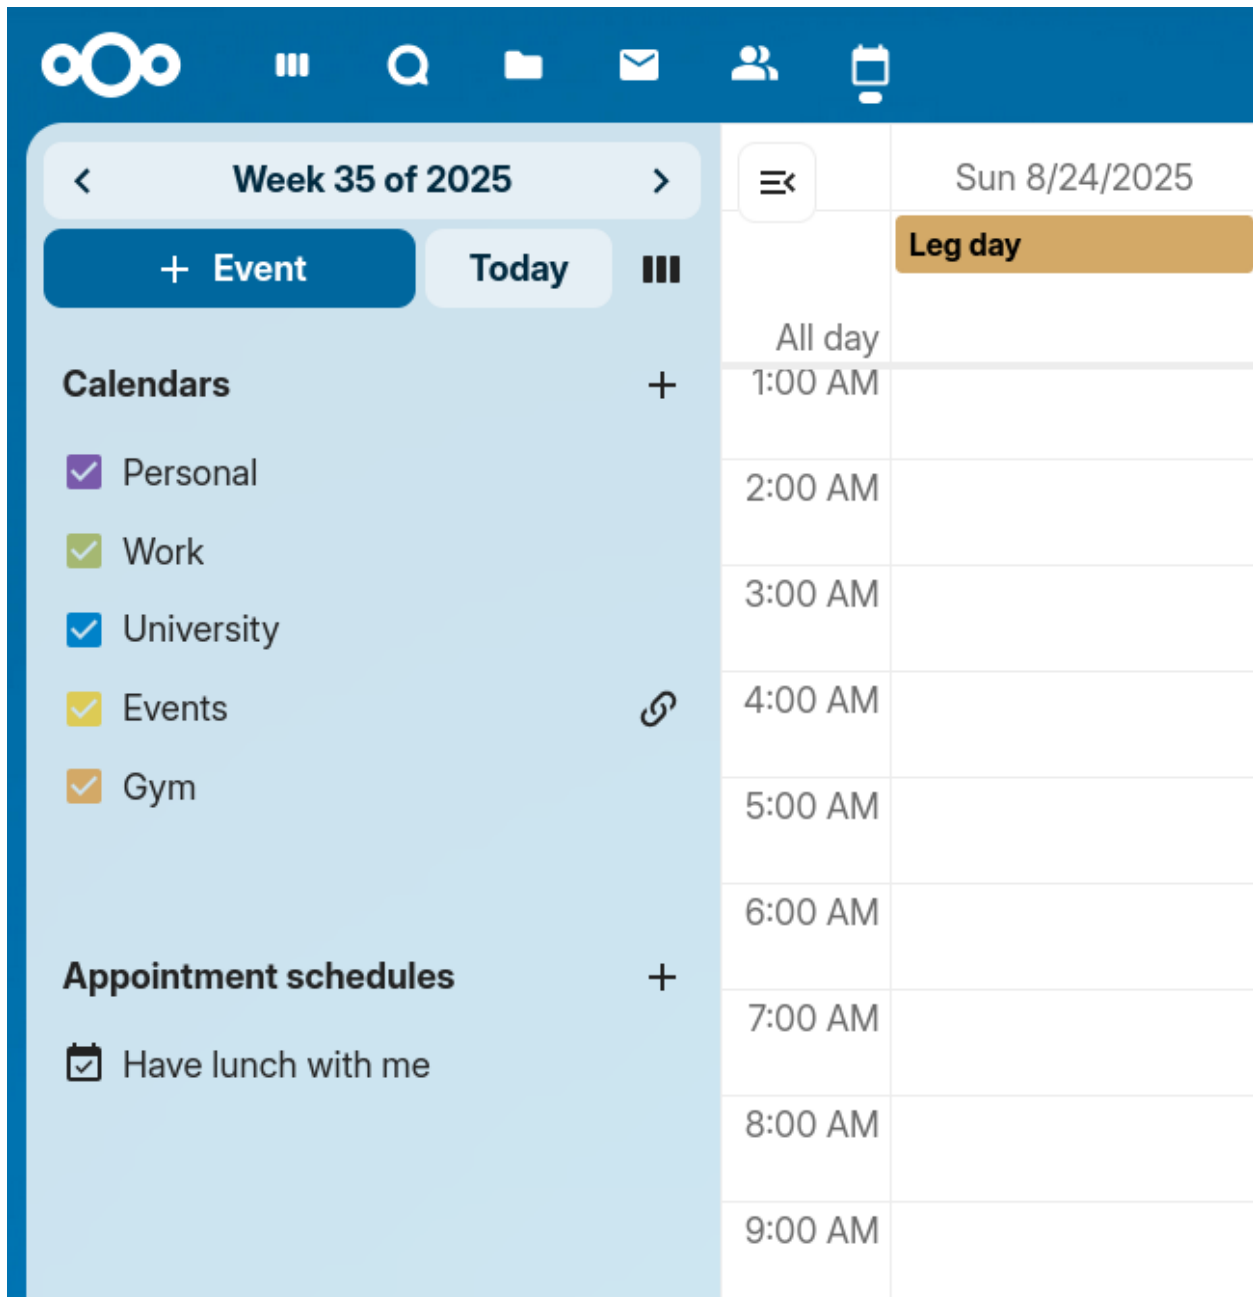 Week 35 of 2025
+ Event
Today
Calendars
Personal
Work
University
Events
Gym
Appointment schedules
Have lunch with me
Sun 8/24/2025
Leg day
All day
1:00 AM
2:00 AM
3:00 AM
4:00 AM
5:00 AM
6:00 AM
7:00 AM
8:00 AM
9:00 AM